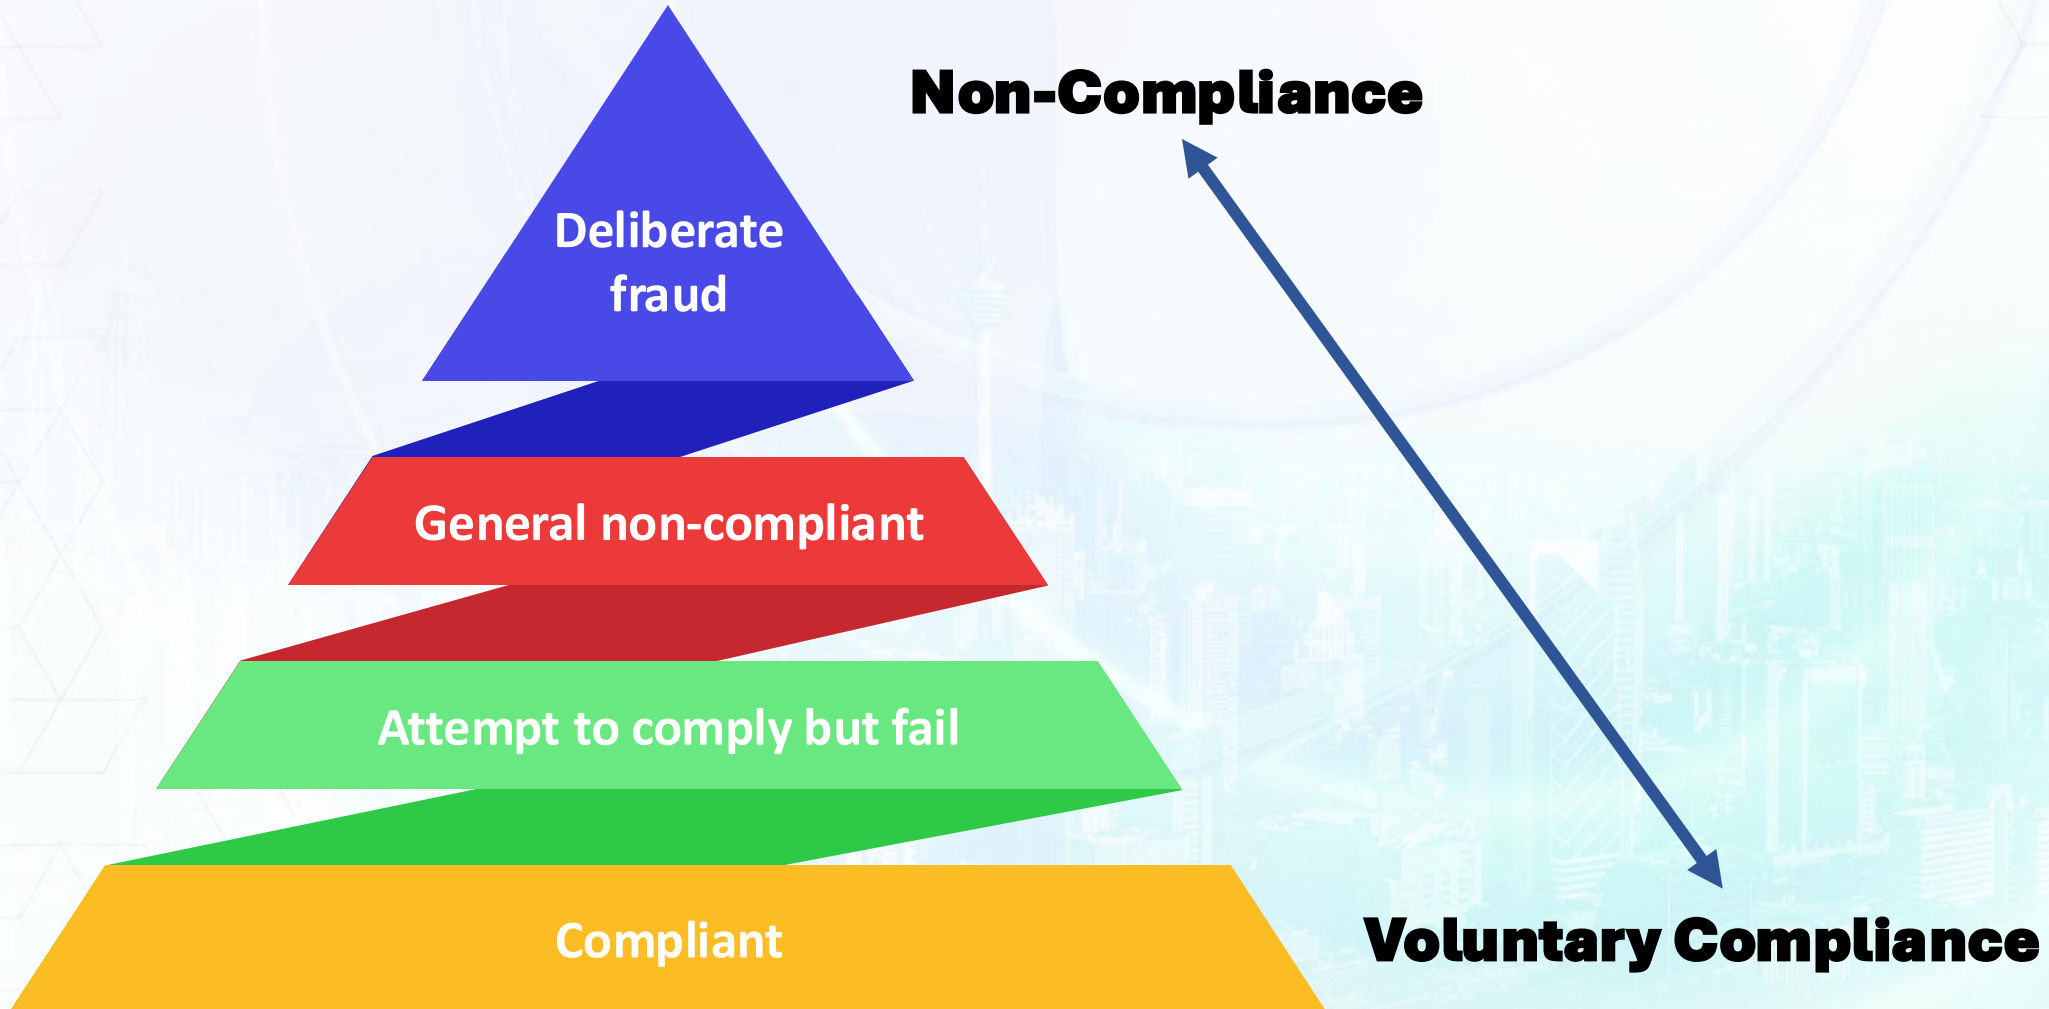 Non-Compliance
Deliberate
fraud
General non-compliant
Attempt to comply but fail
Compliant
Voluntary Compliance